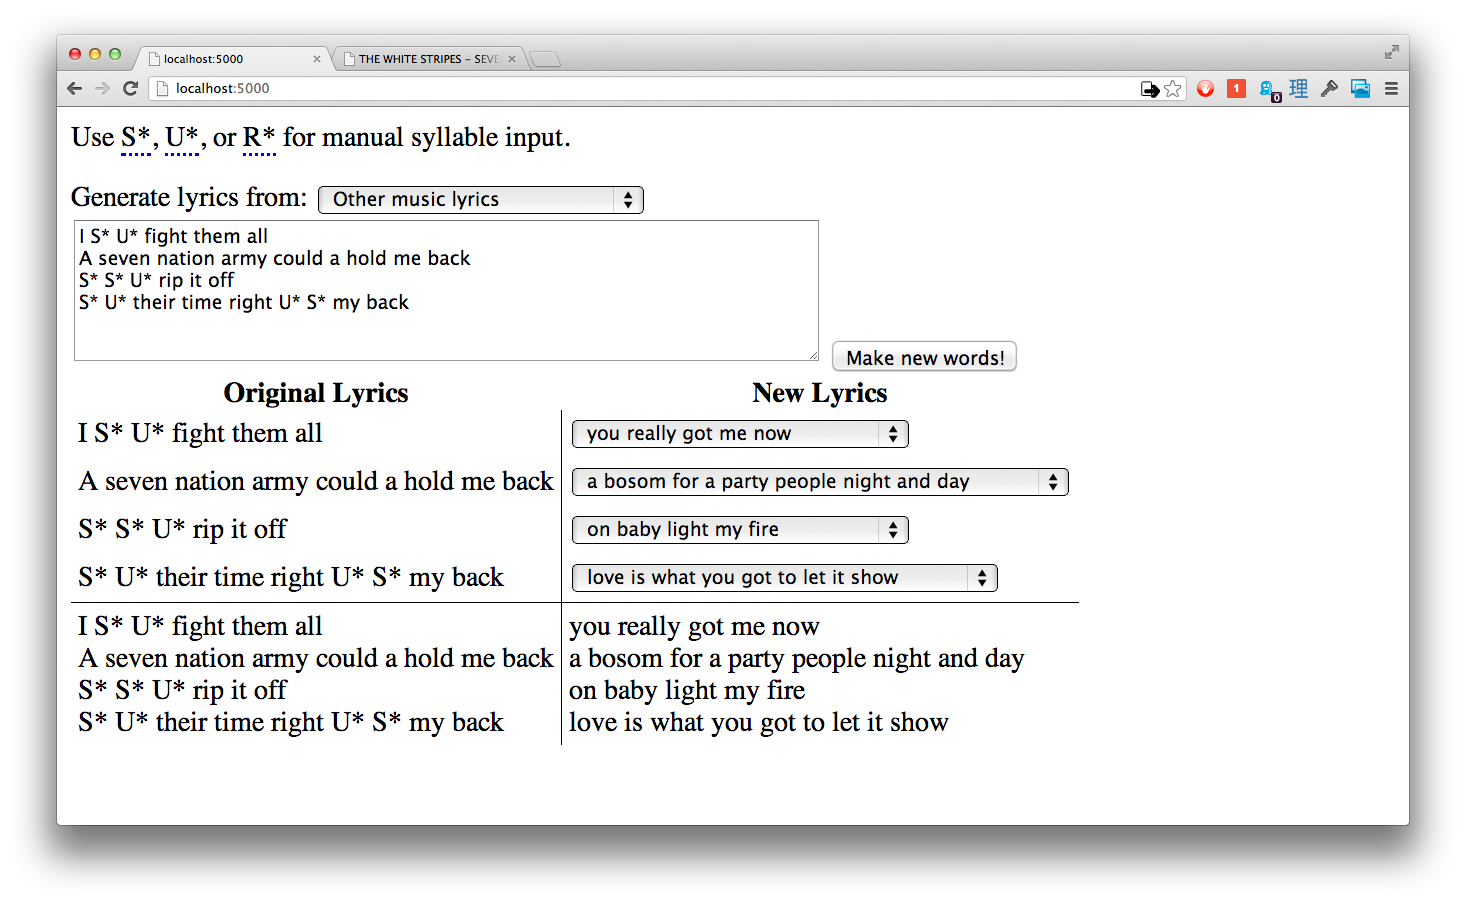 localhost:5000
THE WHITE STRIPES – SEVE
localhost:5000
1
0
理
Use S*, U*, or R* for manual syllable input.
Generate lyrics from: Other music lyrics
I S* U* fight them all
A seven nation army could a hold me back
S* S* U* rip it off
S* U* their time right U* S* my back
Make new words!
Original Lyrics New Lyrics
I S* U* fight them all you really got me now
A seven nation army could a hold me back a bosom for a party people night and day
S* S* U* rip it off on baby light my fire
S* U* their time right U* S* my back love is what you got to let it show
I S* U* fight them all you really got me now
A seven nation army could a hold me back a bosom for a party people night and day
S* S* U* rip it off on baby light my fire
S* U* their time right U* S* my back love is what you got to let it show